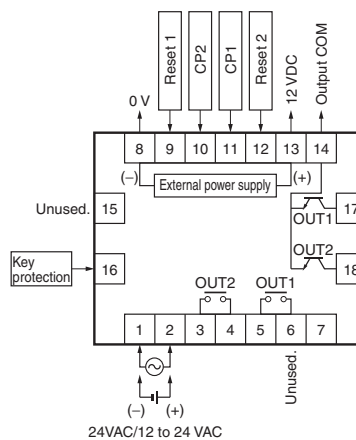 Reset 1
CP2
CP1
Reset 2
12 VDC
Output COM
0 V
8 9 10 11 12 13 14
(−) External power supply (+)
Unused. 15
17
OUT1
Key
protection
16
OUT2
18
OUT2 OUT1
1 2 3 4 5 6 7
Unused.
(−) (+)
24VAC/12 to 24 VAC